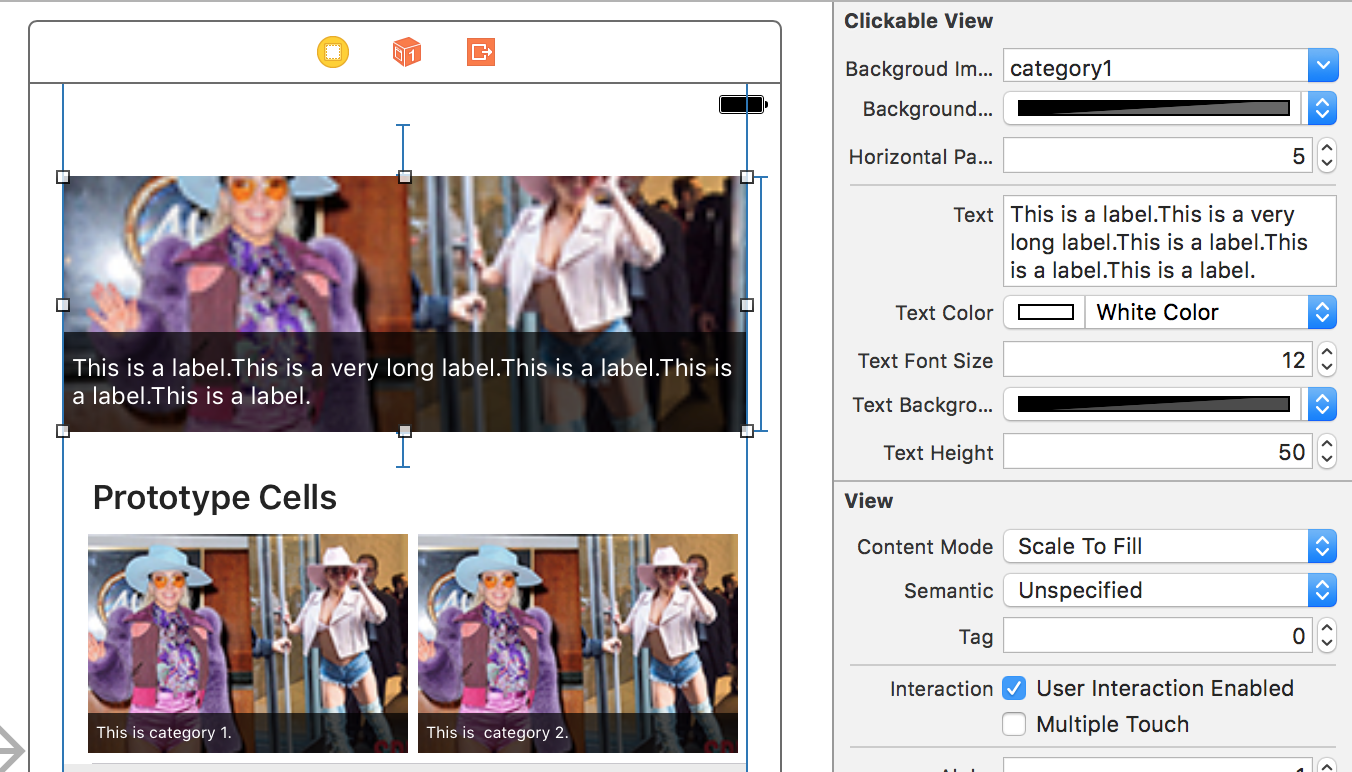 This is a label.This is a very long label.This is a label.This is
a label.This is a label.
Prototype Cells
This is category 1.
This is  category 2.
Clickable View
Backgroud Im... category1
Background...
Horizontal Pa... 5
Text This is a label.This is a very
long label.This is a label.This
is a label.This is a label.
Text Color White Color
Text Font Size 12
Text Backgro...
Text Height 50
View
Content Mode Scale To Fill
Semantic Unspecified
Tag 0
Interaction User Interaction Enabled
Multiple Touch